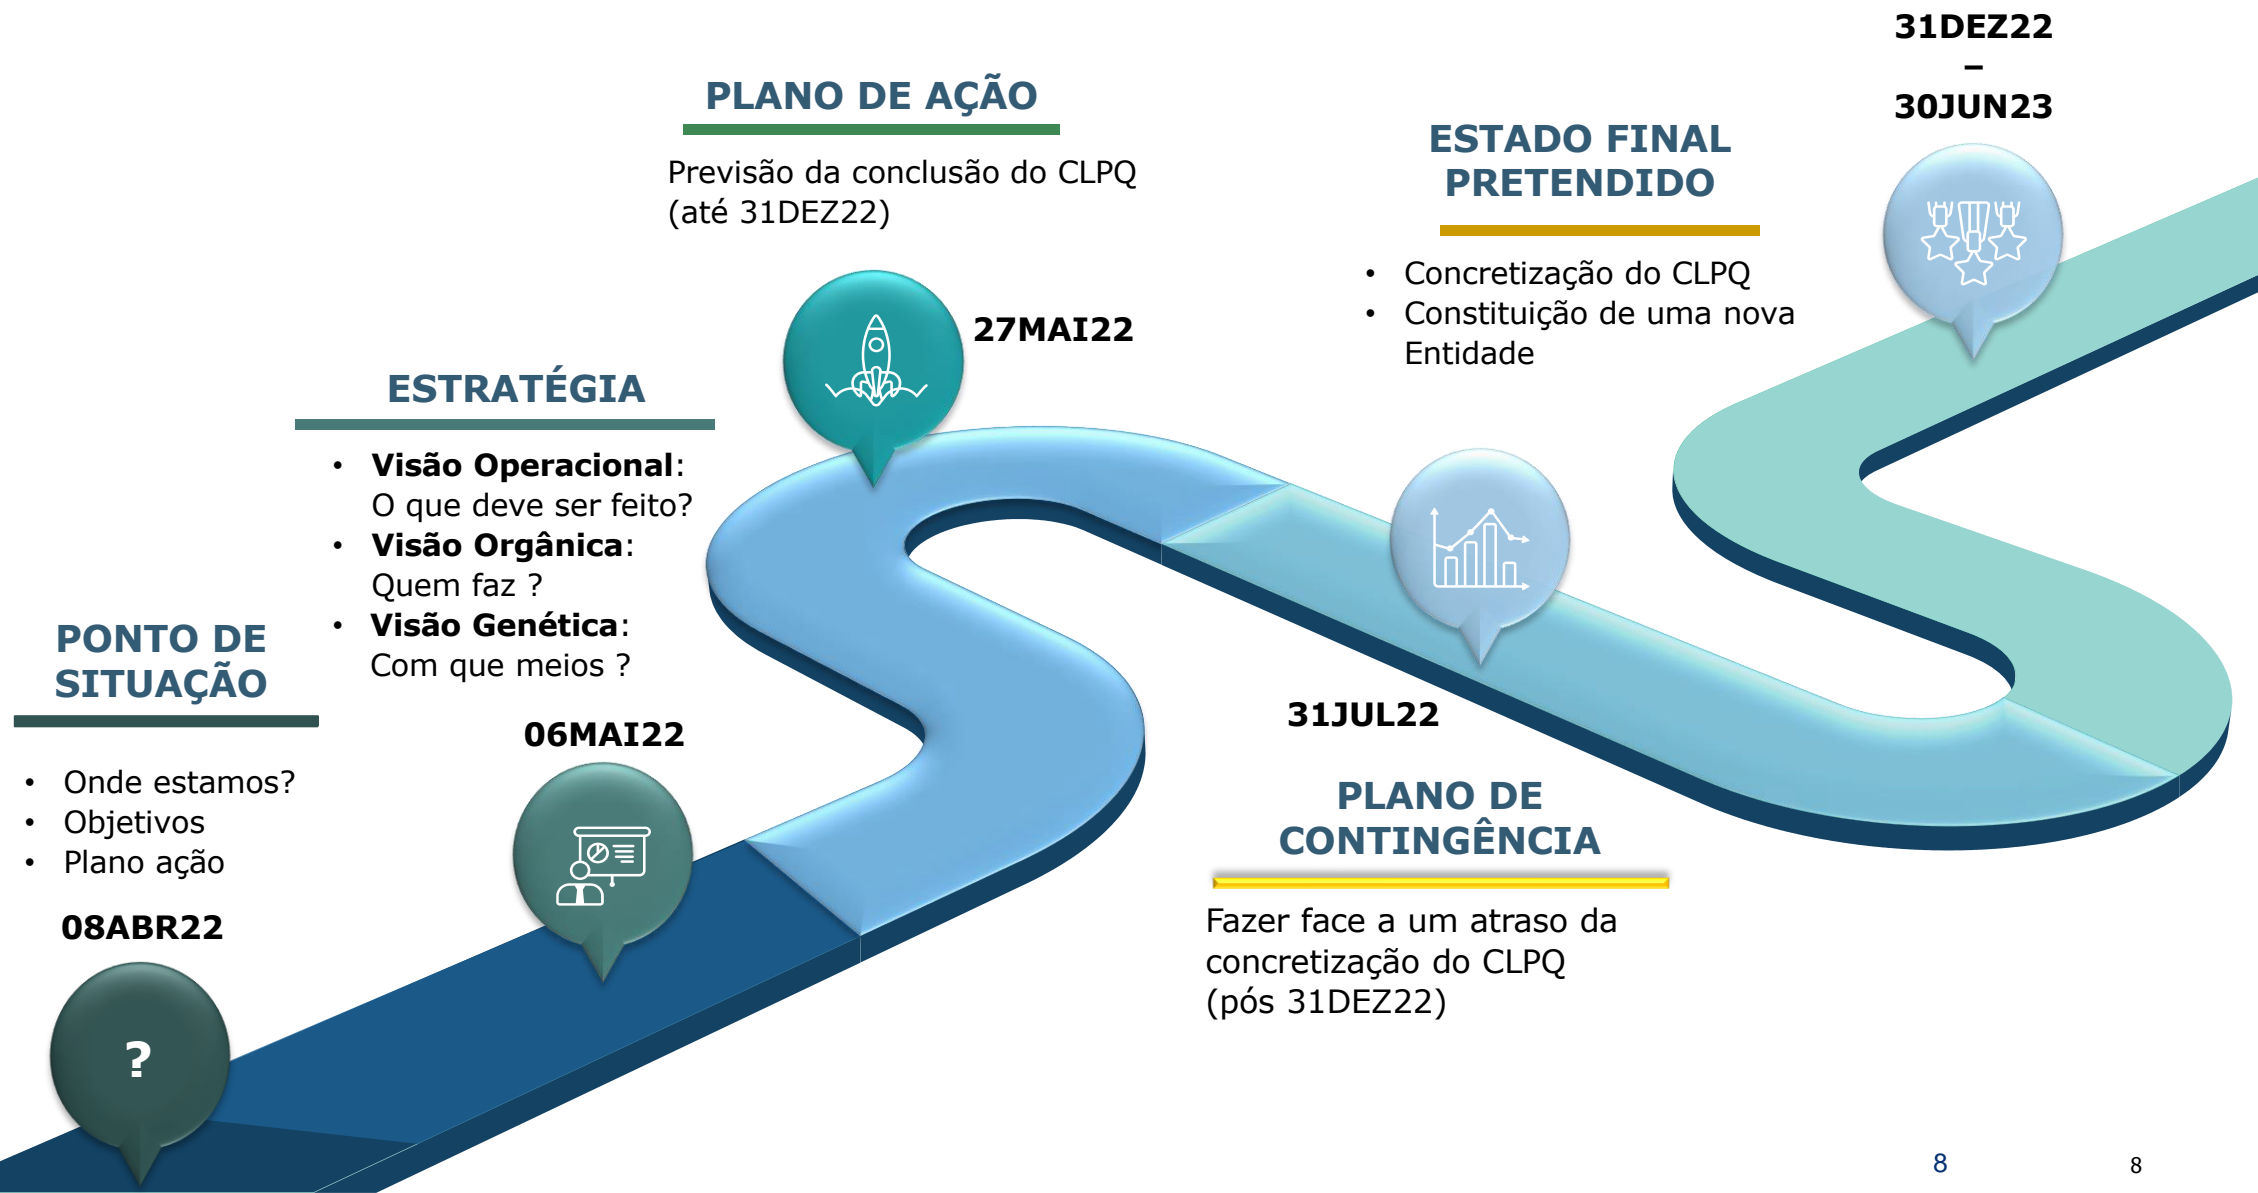 PONTO DE
SITUAÇÃO
• Onde estamos?
• Objetivos
• Plano ação
08ABR22
?
ESTRATÉGIA
• Visão Operacional:
O que deve ser feito?
• Visão Orgânica:
Quem faz ?
• Visão Genética:
Com que meios ?
06MAI22
PLANO DE AÇÃO
Previsão da conclusão do CLPQ
(até 31DEZ22)
27MAI22
31JUL22
PLANO DE
CONTINGÊNCIA
Fazer face a um atraso da
concretização do CLPQ
(pós 31DEZ22)
ESTADO FINAL
PRETENDIDO
• Concretização do CLPQ
• Constituição de uma nova
Entidade
31DEZ22
–
30JUN23
8
8